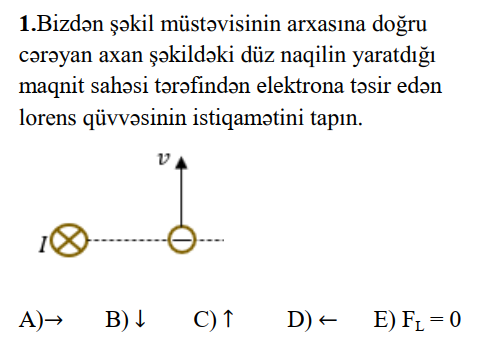 1.Bizdən şəkil müstəvisinin arxasına doğru
cərəyan axan şəkildəki düz naqilin yaratdığı
maqnit sahəsi tərəfindən elektrona təsir edən
lorens qüvvəsinin istiqamətini tapın.
v
I
A)→ B)↓ C)↑ D)← E) F_L = 0